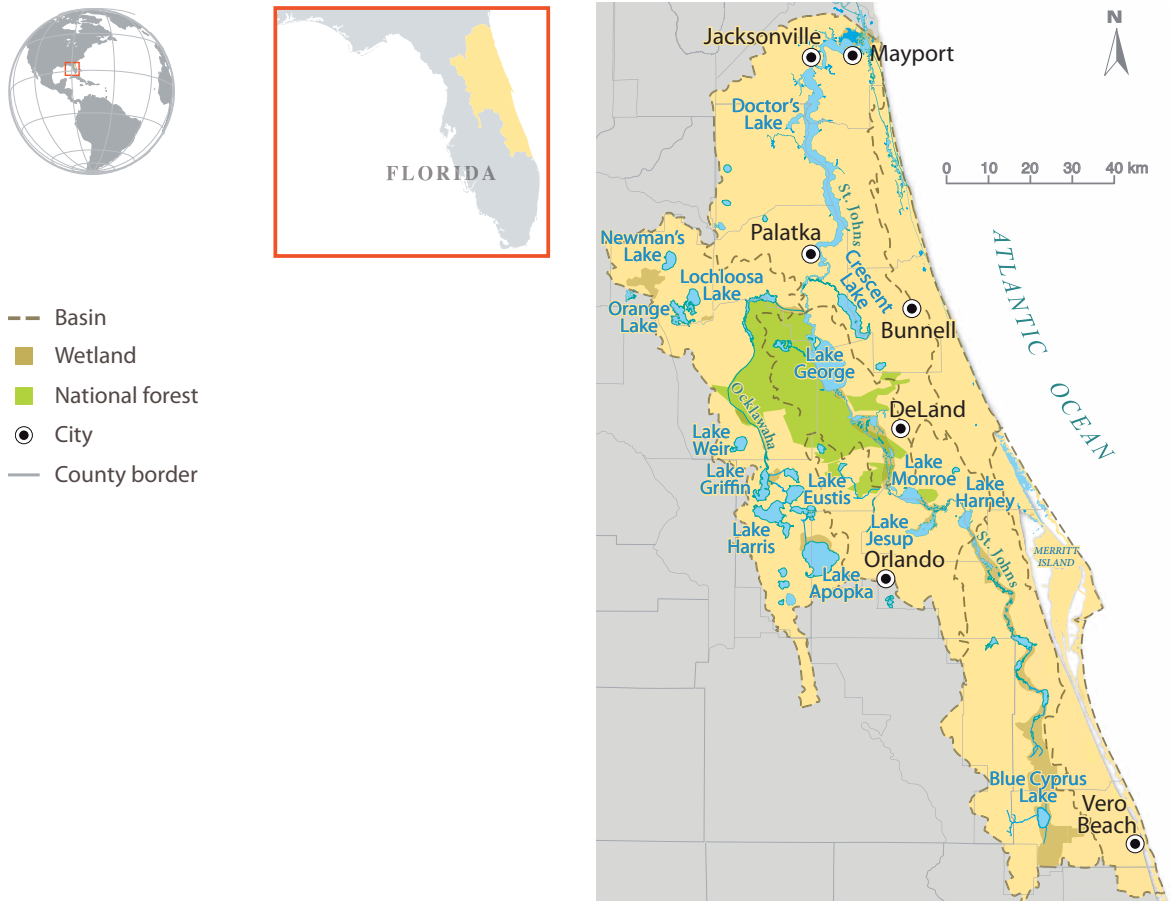 FLORIDA
Basin
Wetland
National forest
City
County border
N
0 10 20 30 40 km
Jacksonville
Mayport
Doctor's
Lake
St. Johns
Palatka
Newman's
Lake
Lochloosa
Lake
Orange
Lake
Crescent
Lake
Bunnell
Lake
George
ATLANTIC OCEAN
Ocklawaha
DeLand
Lake
Weir
Lake
Griffin
Lake
Eustis
Lake
Monroe
Lake
Harney
Lake
Harris
Lake
Jesup
Orlando
Lake
Apopka
St. Johns
MERRITT
ISLAND
Blue Cyprus
Lake
Vero
Beach